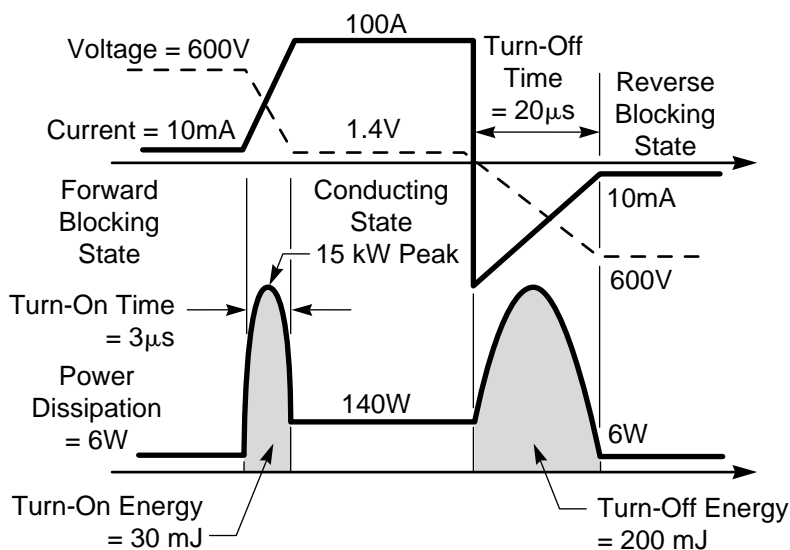 100A
Voltage = 600V
Turn-Off
Time
= 20μs
Reverse
Blocking
State
Current = 10mA
1.4V
10mA
Forward
Blocking
State
Conducting
State
15 kW Peak
600V
Turn-On Time
= 3μs
Power
Dissipation
= 6W
140W
6W
Turn-On Energy
= 30 mJ
Turn-Off Energy
= 200 mJ